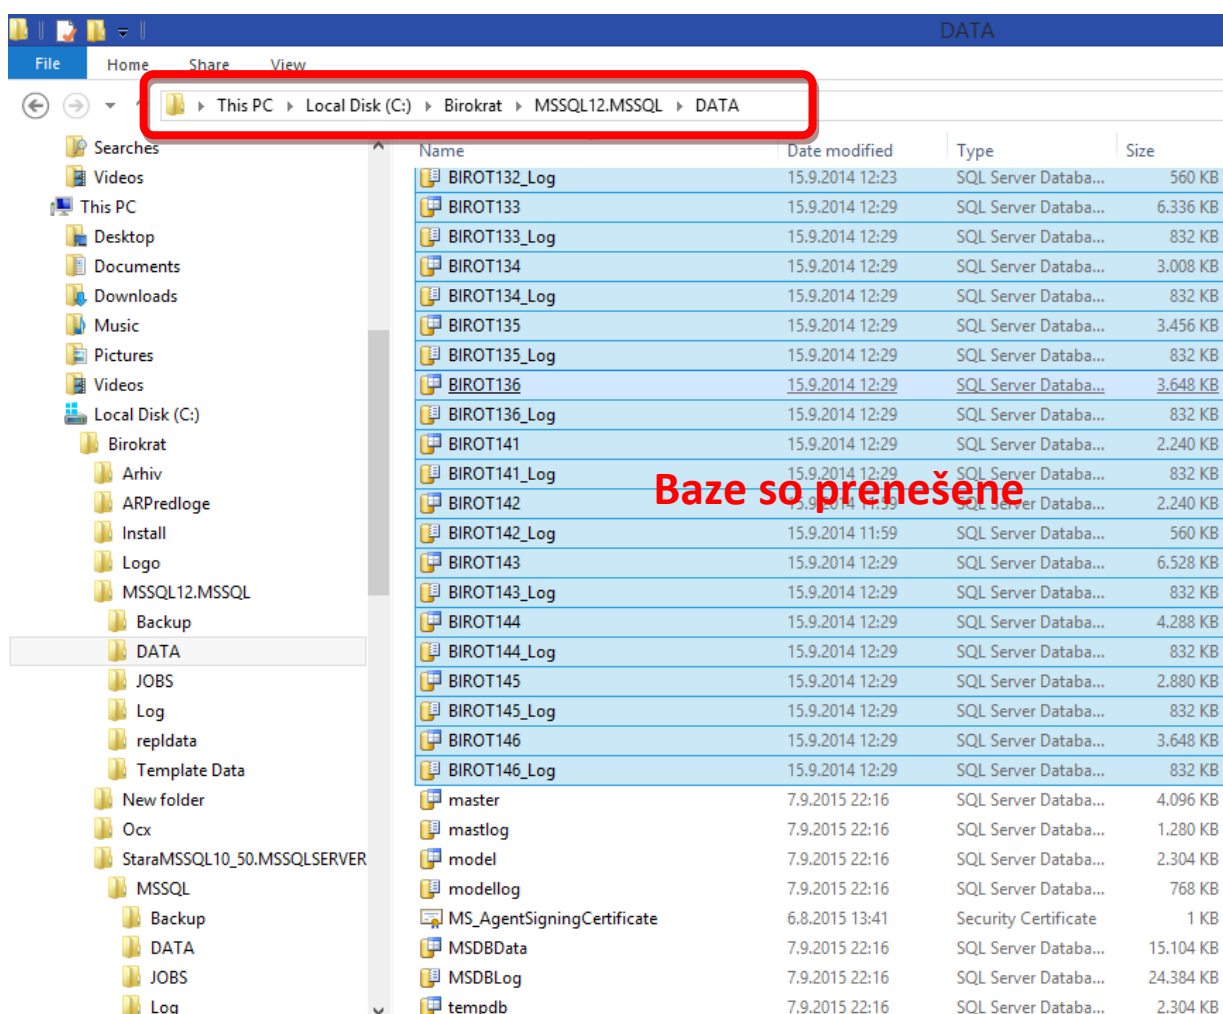 DATA
File Home Share View
This PC Local Disk (C:) Birokrat MSSQL12.MSSQL DATA
Searches
Videos
This PC
Desktop
Documents
Downloads
Music
Pictures
Videos
Local Disk (C:)
Birokrat
Arhiv
ARPredloge
Install
Logo
MSSQL12.MSSQL
Backup
DATA
JOBS
Log
repldata
Template Data
New folder
Ocx
StaraMSSQL10_50.MSSQLSERVER
MSSQL
Backup
DATA
JOBS
Log
Name Date modified Type Size
BIROT132_Log 15.9.2014 12:23 SQL Server Databa... 560 KB
BIROT133 15.9.2014 12:29 SQL Server Databa... 6.336 KB
BIROT133_Log 15.9.2014 12:29 SQL Server Databa... 832 KB
BIROT134 15.9.2014 12:29 SQL Server Databa... 3.008 KB
BIROT134_Log 15.9.2014 12:29 SQL Server Databa... 832 KB
BIROT135 15.9.2014 12:29 SQL Server Databa... 3.456 KB
BIROT135_Log 15.9.2014 12:29 SQL Server Databa... 832 KB
BIROT136 15.9.2014 12:29 SQL Server Databa... 3.648 KB
BIROT136_Log 15.9.2014 12:29 SQL Server Databa... 832 KB
BIROT141 15.9.2014 12:29 SQL Server Databa... 2.240 KB
BIROT141_Log 15.9.2014 12:29 SQL Server Databa... 832 KB
Baze so prenešene
BIROT142 15.9.2014 11:59 SQL Server Databa... 2.240 KB
BIROT142_Log 15.9.2014 11:59 SQL Server Databa... 560 KB
BIROT143 15.9.2014 12:29 SQL Server Databa... 6.528 KB
BIROT143_Log 15.9.2014 12:29 SQL Server Databa... 832 KB
BIROT144 15.9.2014 12:29 SQL Server Databa... 4.288 KB
BIROT144_Log 15.9.2014 12:29 SQL Server Databa... 832 KB
BIROT145 15.9.2014 12:29 SQL Server Databa... 2.880 KB
BIROT145_Log 15.9.2014 12:29 SQL Server Databa... 832 KB
BIROT146 15.9.2014 12:29 SQL Server Databa... 3.648 KB
BIROT146_Log 15.9.2014 12:29 SQL Server Databa... 832 KB
master 7.9.2015 22:16 SQL Server Databa... 4.096 KB
mastlog 7.9.2015 22:16 SQL Server Databa... 1.280 KB
model 7.9.2015 22:16 SQL Server Databa... 2.304 KB
modellog 7.9.2015 22:16 SQL Server Databa... 768 KB
MS_AgentSigningCertificate 6.8.2015 13:41 Security Certificate 1 KB
MSDBData 7.9.2015 22:16 SQL Server Databa... 15.104 KB
MSDBLog 7.9.2015 22:16 SQL Server Databa... 24.384 KB
tempdb 7.9.2015 22:16 SQL Server Databa... 2.304 KB